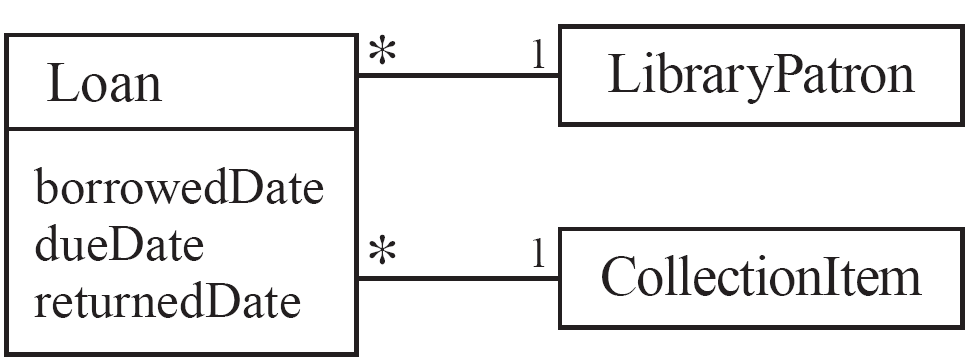 Loan
borrowedDate
dueDate
returnedDate
* 1
LibraryPatron
* 1
CollectionItem